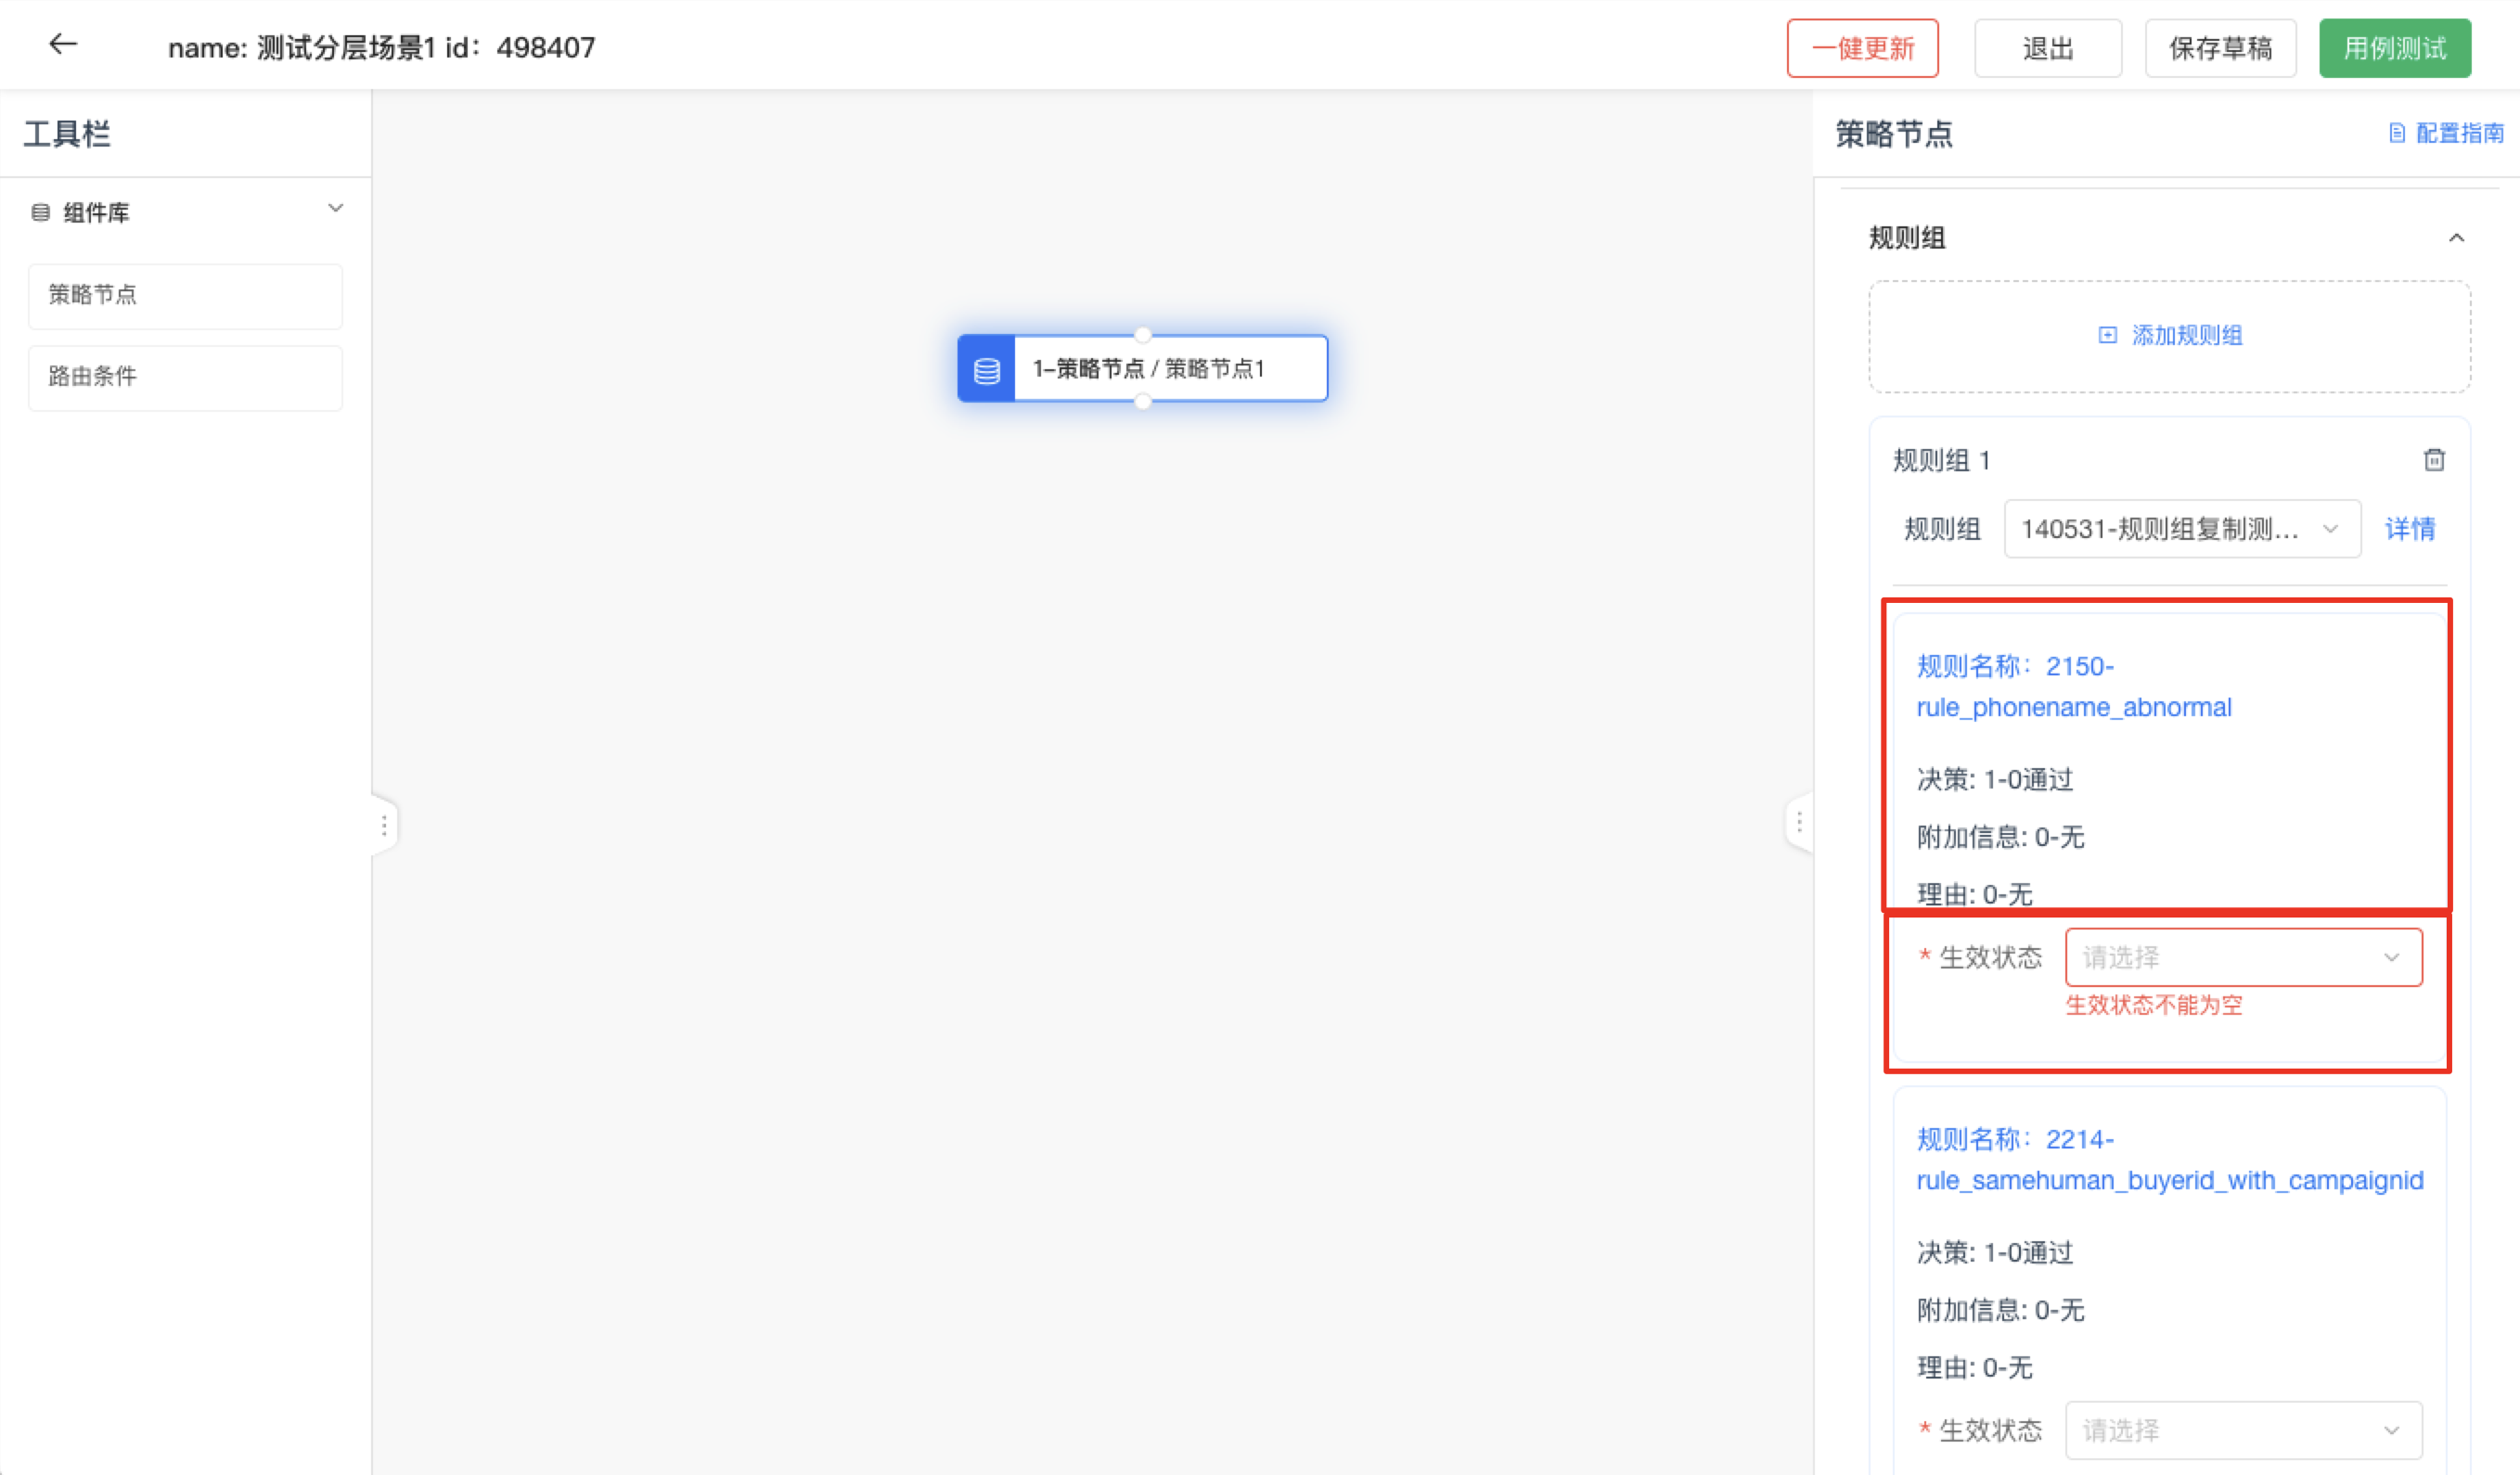 name: 测试分层场景1 id：498407
一健更新
退出
保存草稿
用例测试
工具栏
组件库
策略节点
路由条件
1-策略节点 / 策略节点1
策略节点
配置指南
规则组
添加规则组
规则组 1
规则组
140531-规则组复制测...
详情
规则名称：2150-
rule_phonename_abnormal
决策: 1-0通过
附加信息: 0-无
理由: 0-无
* 生效状态
请选择
生效状态不能为空
规则名称：2214-
rule_samehuman_buyerid_with_campaignid
决策: 1-0通过
附加信息: 0-无
理由: 0-无
* 生效状态
请选择